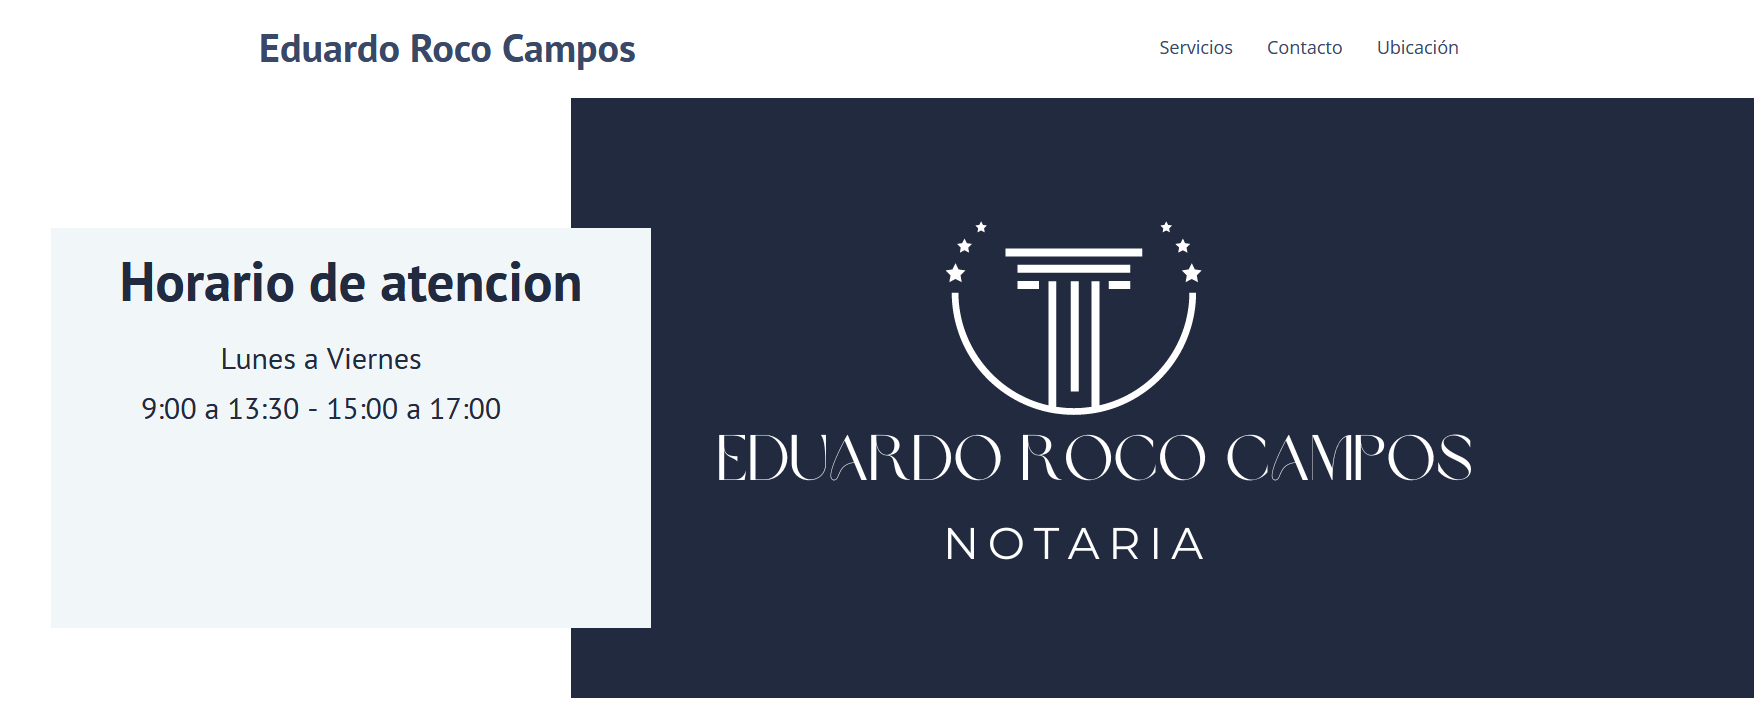 Eduardo Roco Campos
Servicios Contacto Ubicación
Horario de atencion
Lunes a Viernes
9:00 a 13:30 - 15:00 a 17:00
EDUARDO ROCO CAMPOS
NOTARIA